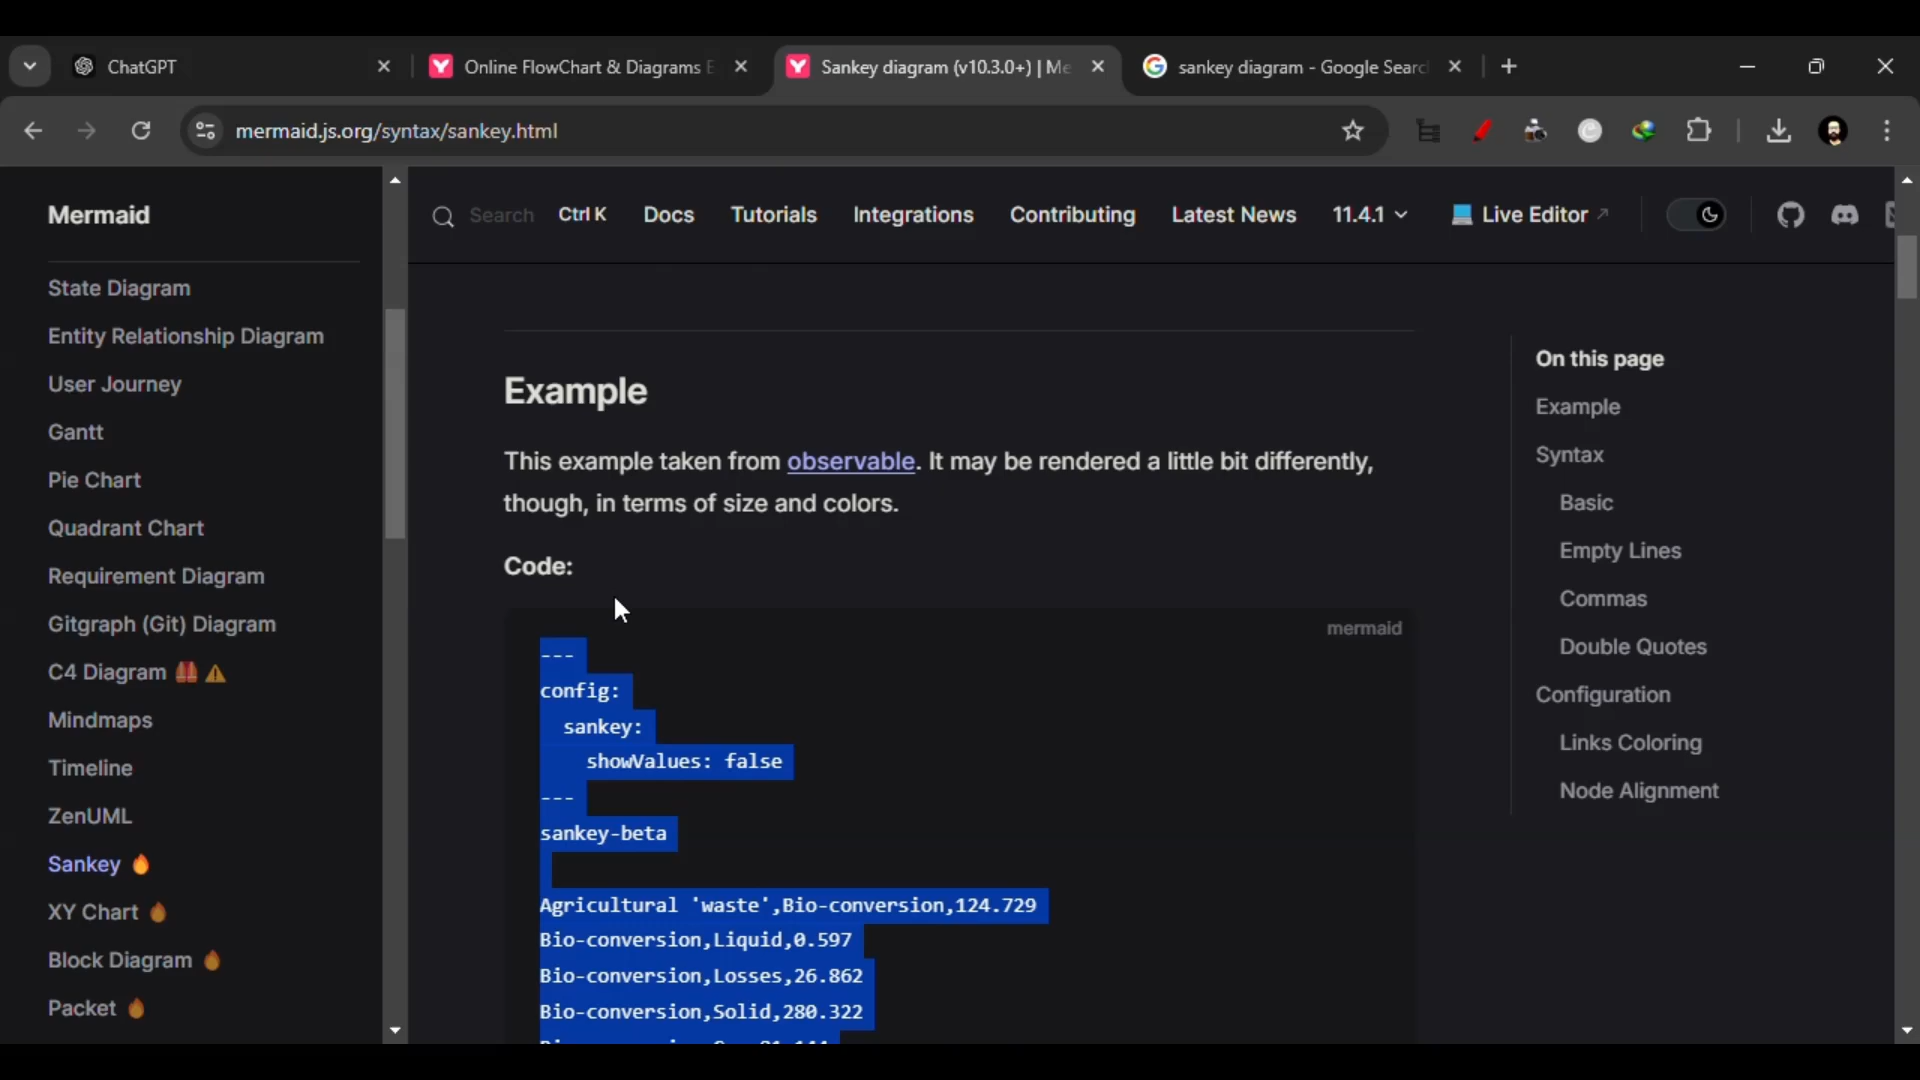 ChatGPT
Online FlowChart & Diagrams E
Sankey diagram (v10.3.0+) | Me
sankey diagram - Google Searc
mermaid.js.org/syntax/sankey.html
Mermaid
Search Ctrl K
Docs
Tutorials
Integrations
Contributing
Latest News
11.4.1
Live Editor
State Diagram
Entity Relationship Diagram
User Journey
Gantt
Pie Chart
Quadrant Chart
Requirement Diagram
Gitgraph (Git) Diagram
C4 Diagram
Mindmaps
Timeline
ZenUML
Sankey
XY Chart
Block Diagram
Packet
Example
This example taken from observable. It may be rendered a little bit differently,
though, in terms of size and colors.
Code:
mermaid
---
config:
  sankey:
    showValues: false
---
sankey-beta
Agricultural 'waste',Bio-conversion,124.729
Bio-conversion,Liquid,0.597
Bio-conversion,Losses,26.862
Bio-conversion,Solid,280.322
On this page
Example
Syntax
Basic
Empty Lines
Commas
Double Quotes
Configuration
Links Coloring
Node Alignment